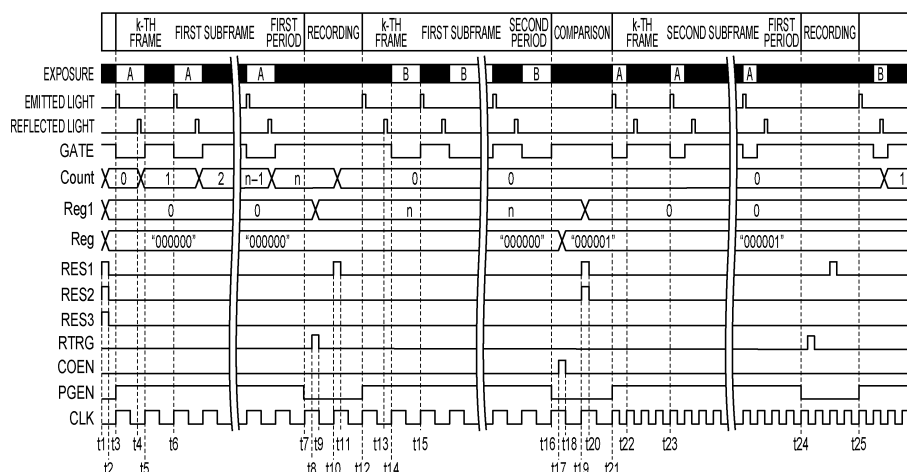 k-TH FRAME FIRST SUBFRAME FIRST PERIOD RECORDING k-TH FRAME FIRST SUBFRAME SECOND PERIOD COMPARISON k-TH FRAME SECOND SUBFRAME FIRST PERIOD RECORDING
EXPOSURE A A A B B B A A A B
EMITTED LIGHT
REFLECTED LIGHT
GATE
Count 0 1 2 n-1 n 0 0 0 1
Reg1 0 0 n n 0 0
Reg "000000" "000000" "000000" "000001" "000001"
RES1
RES2
RES3
RTRG
COEN
PGEN
CLK
t1 t3 t4 t6 t7 t9 t11 t13 t15 t16 t18 t20 t22 t23 t24 t25
t2 t5 t8 t10 t12 t14 t17 t19 t21